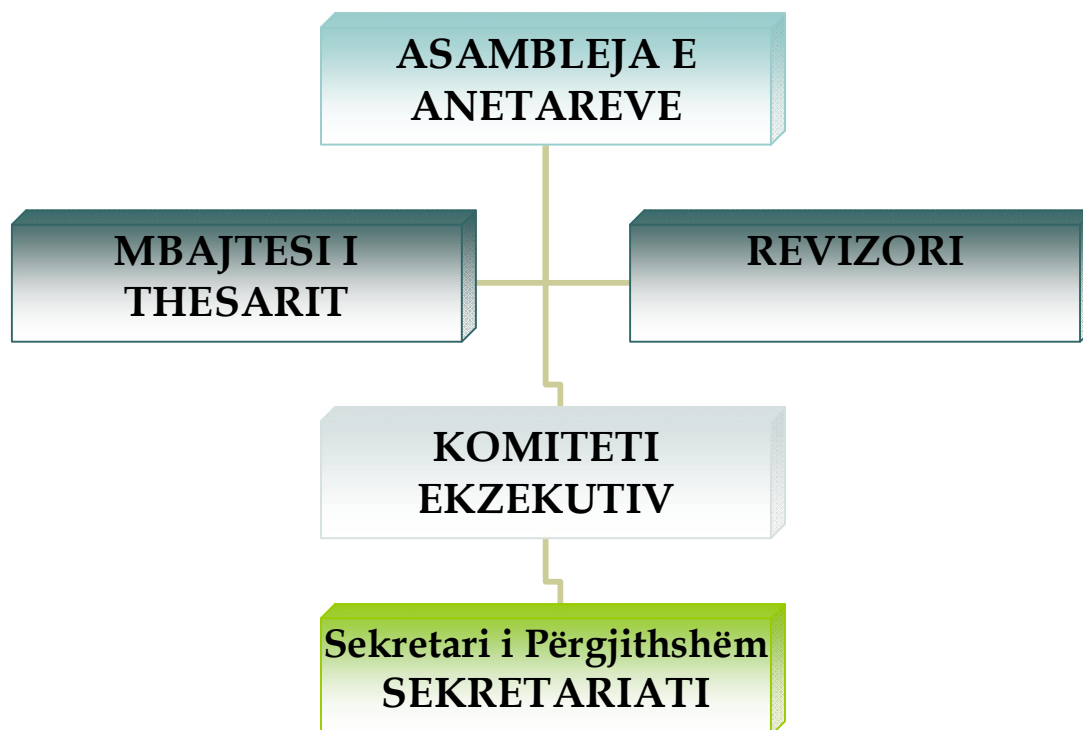 ASAMBLEJA E
ANETAREVE
MBAJTESI I
THESARIT
REVIZORI
KOMITETI
EKZEKUTIV
Sekretari i Përgjithshëm
SEKRETARIATI